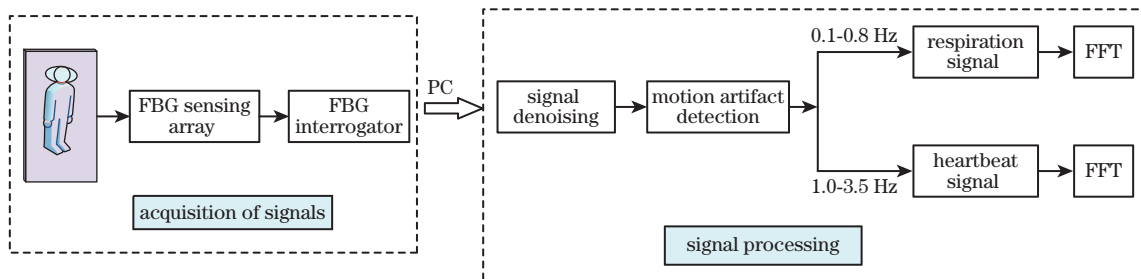 FBG sensing
array
FBG
interrogator
acquisition of signals
PC
signal
denoising
motion artifact
detection
0.1-0.8 Hz
respiration
signal
FFT
1.0-3.5 Hz
heartbeat
signal
FFT
signal processing